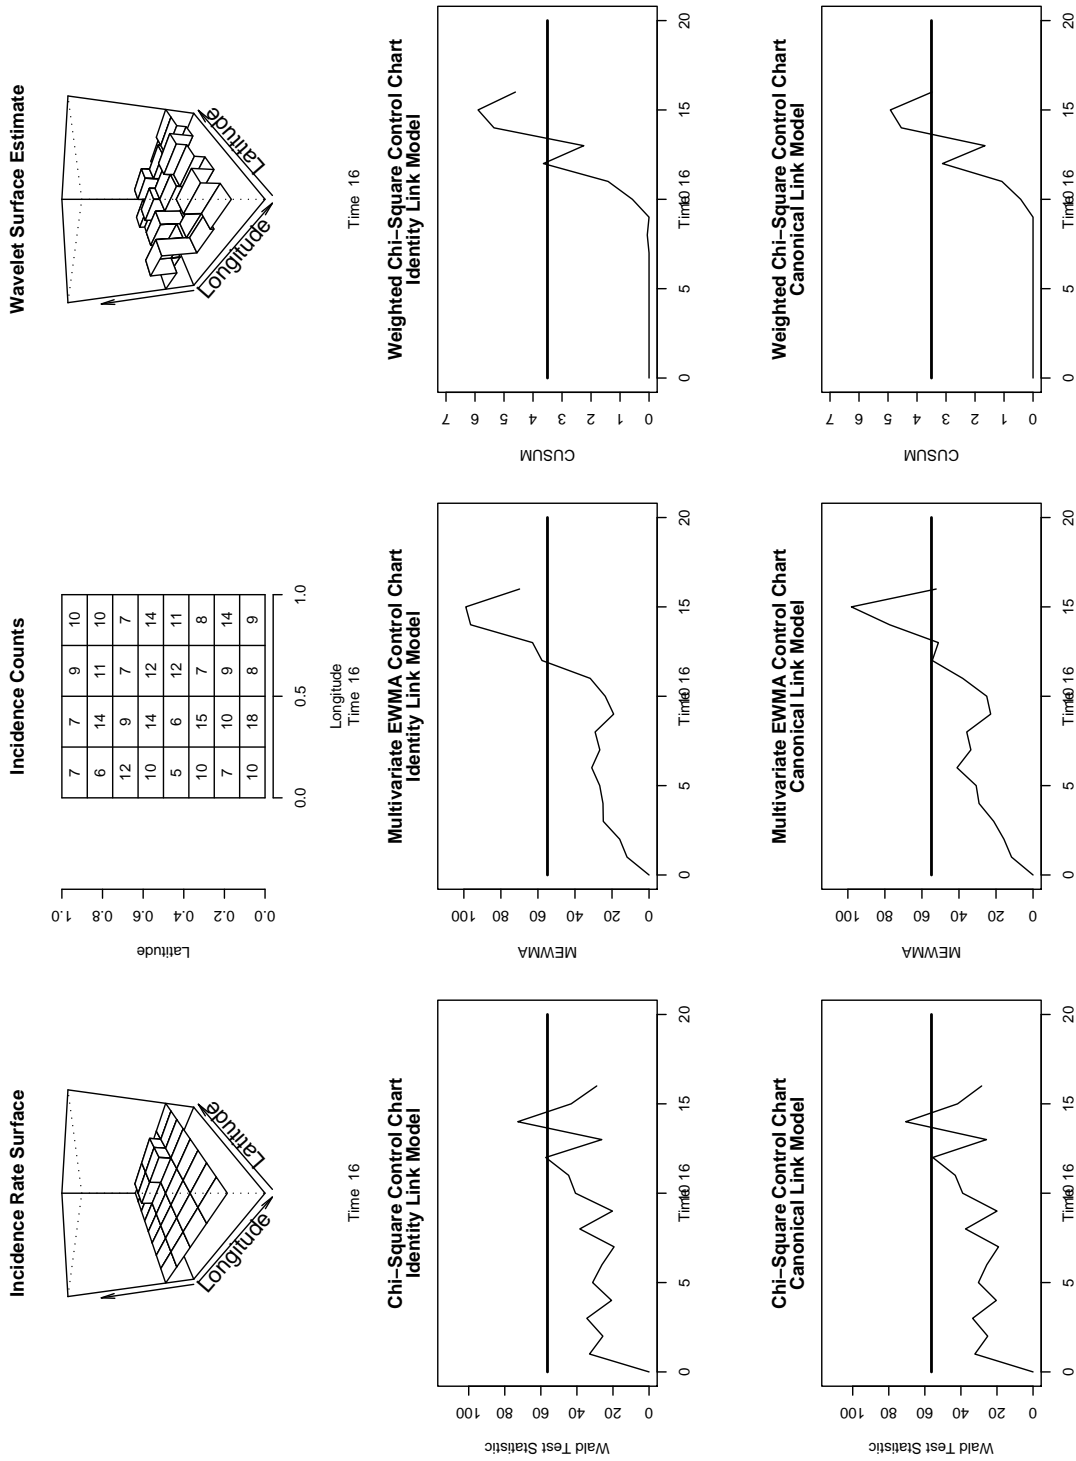 Incidence Rate Surface
Longitude
Latitude
Time 16
Incidence Counts
Latitude
0.0 0.2 0.4 0.6 0.8 1.0
7 7 9 10
6 14 11 10
12 9 7 7
10 14 12 14
5 6 12 11
10 15 7 8
7 10 9 14
10 18 8 9
0.0 0.5 1.0
Longitude
Time 16
Wavelet Surface Estimate
Longitude
Latitude
Time 16
Chi−Square Control Chart
Identity Link Model
Wald Test Statistic
0 20 40 60 80 100
0 5 10 15 20
Time 16
Multivariate EWMA Control Chart
Identity Link Model
MEWMA
0 20 40 60 80 100
0 5 10 15 20
Time 16
Weighted Chi−Square Control Chart
Identity Link Model
CUSUM
0 1 2 3 4 5 6 7
0 5 10 15 20
Time 16
Chi−Square Control Chart
Canonical Link Model
Wald Test Statistic
0 20 40 60 80 100
0 5 10 15 20
Time 16
Multivariate EWMA Control Chart
Canonical Link Model
MEWMA
0 20 40 60 80 100
0 5 10 15 20
Time 16
Weighted Chi−Square Control Chart
Canonical Link Model
CUSUM
0 1 2 3 4 5 6 7
0 5 10 15 20
Time 16